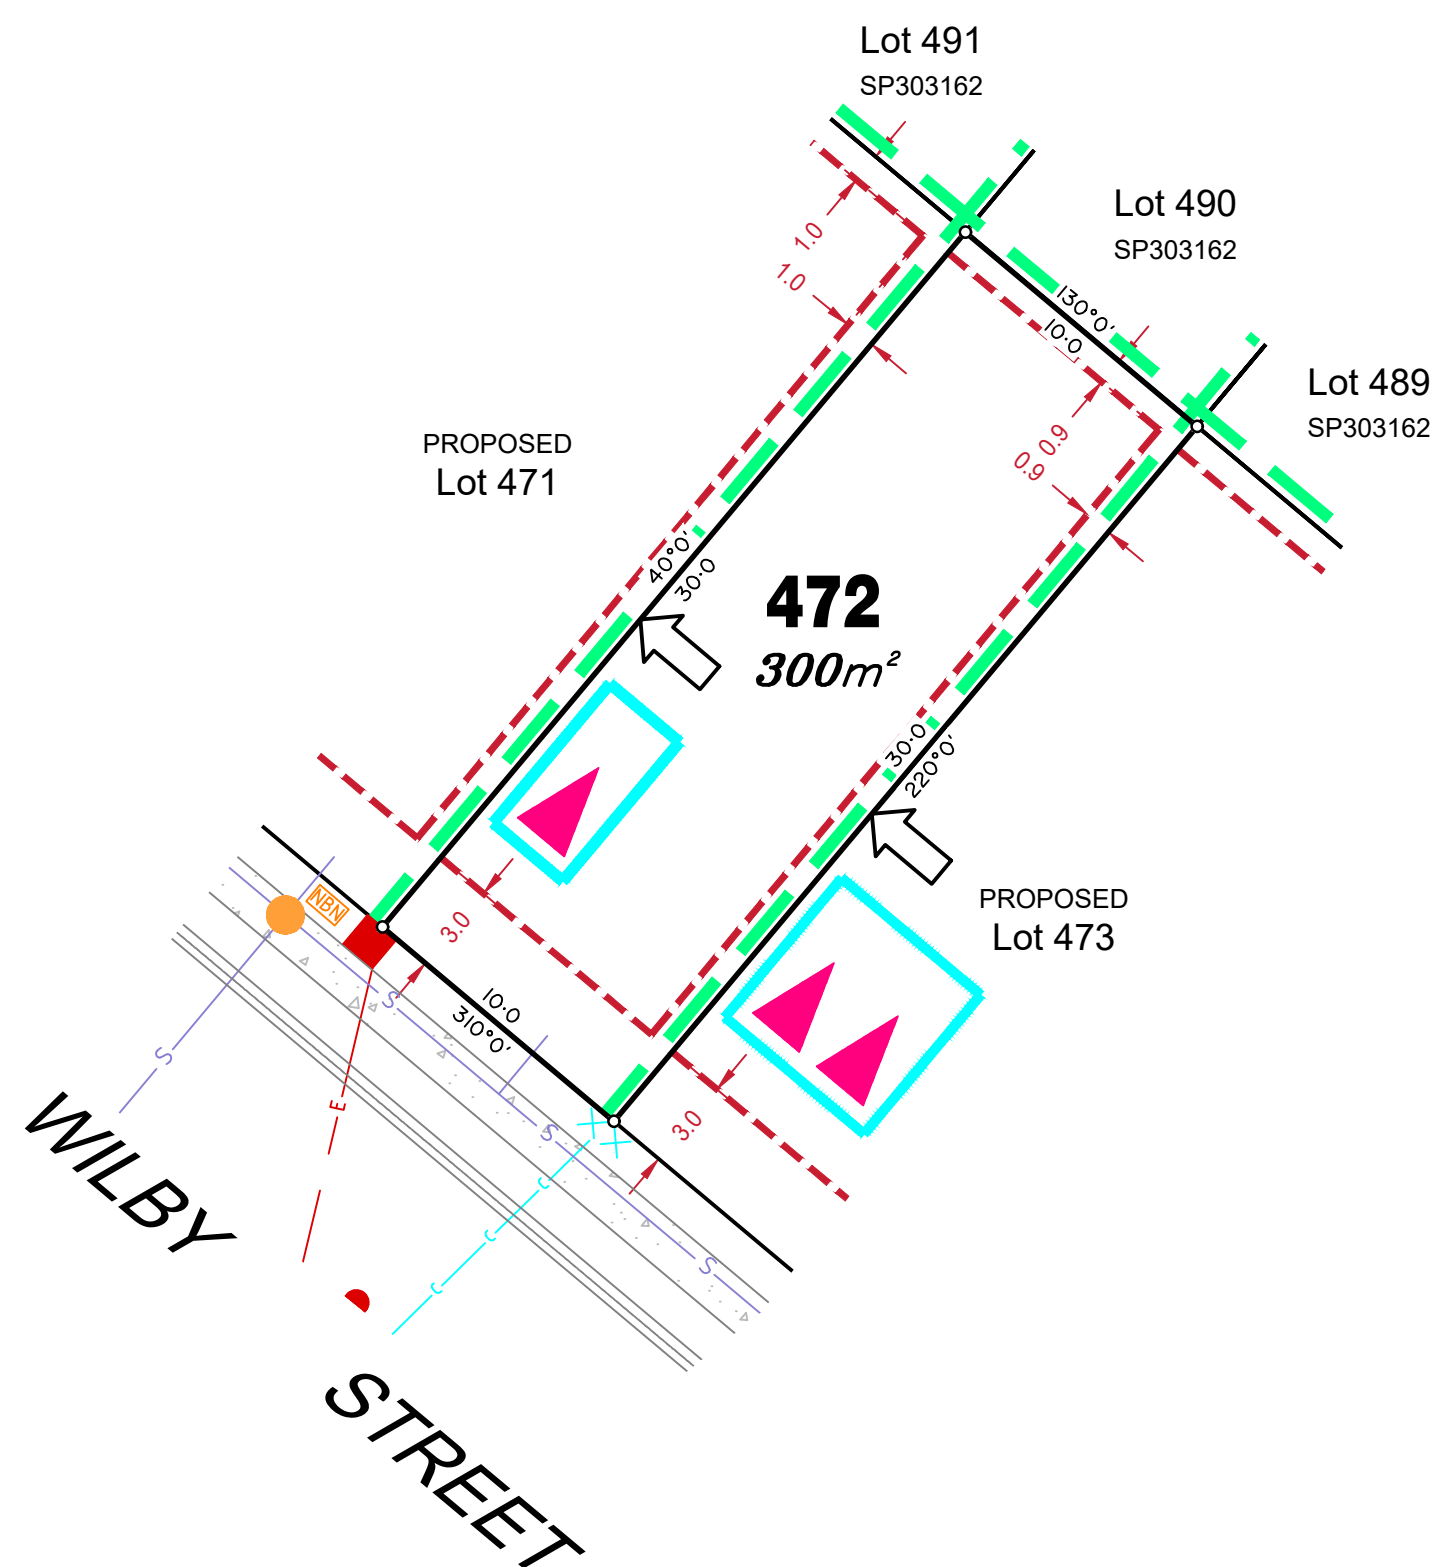 Lot 491
SP303162
Lot 490
SP303162
130°0'
10·0
Lot 489
SP303162
1.0
1.0
0.9
0.9
PROPOSED
Lot 471
40°0'
30·0
472
300m²
30·0
220°0'
PROPOSED
Lot 473
NBN
3.0
10·0
310°0'
3.0
S
S
S
S
E
C
C
C
WILBY
STREET